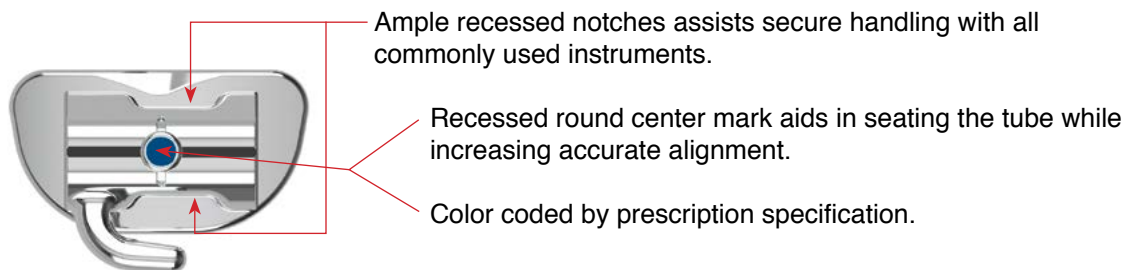 Ample recessed notches assists secure handling with all
commonly used instruments.
Recessed round center mark aids in seating the tube while
increasing accurate alignment.
Color coded by prescription specification.